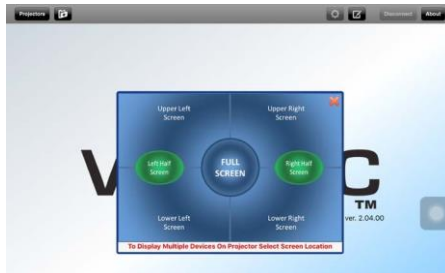 Projectors
Disconnect
About
Upper Left
Screen
Upper Right
Screen
Left Half
Screen
FULL
SCREEN
Right Half
Screen
Lower Left
Screen
Lower Right
Screen
TM
ver. 2.04.00
To Display Multiple Devices On Projector Select Screen Location